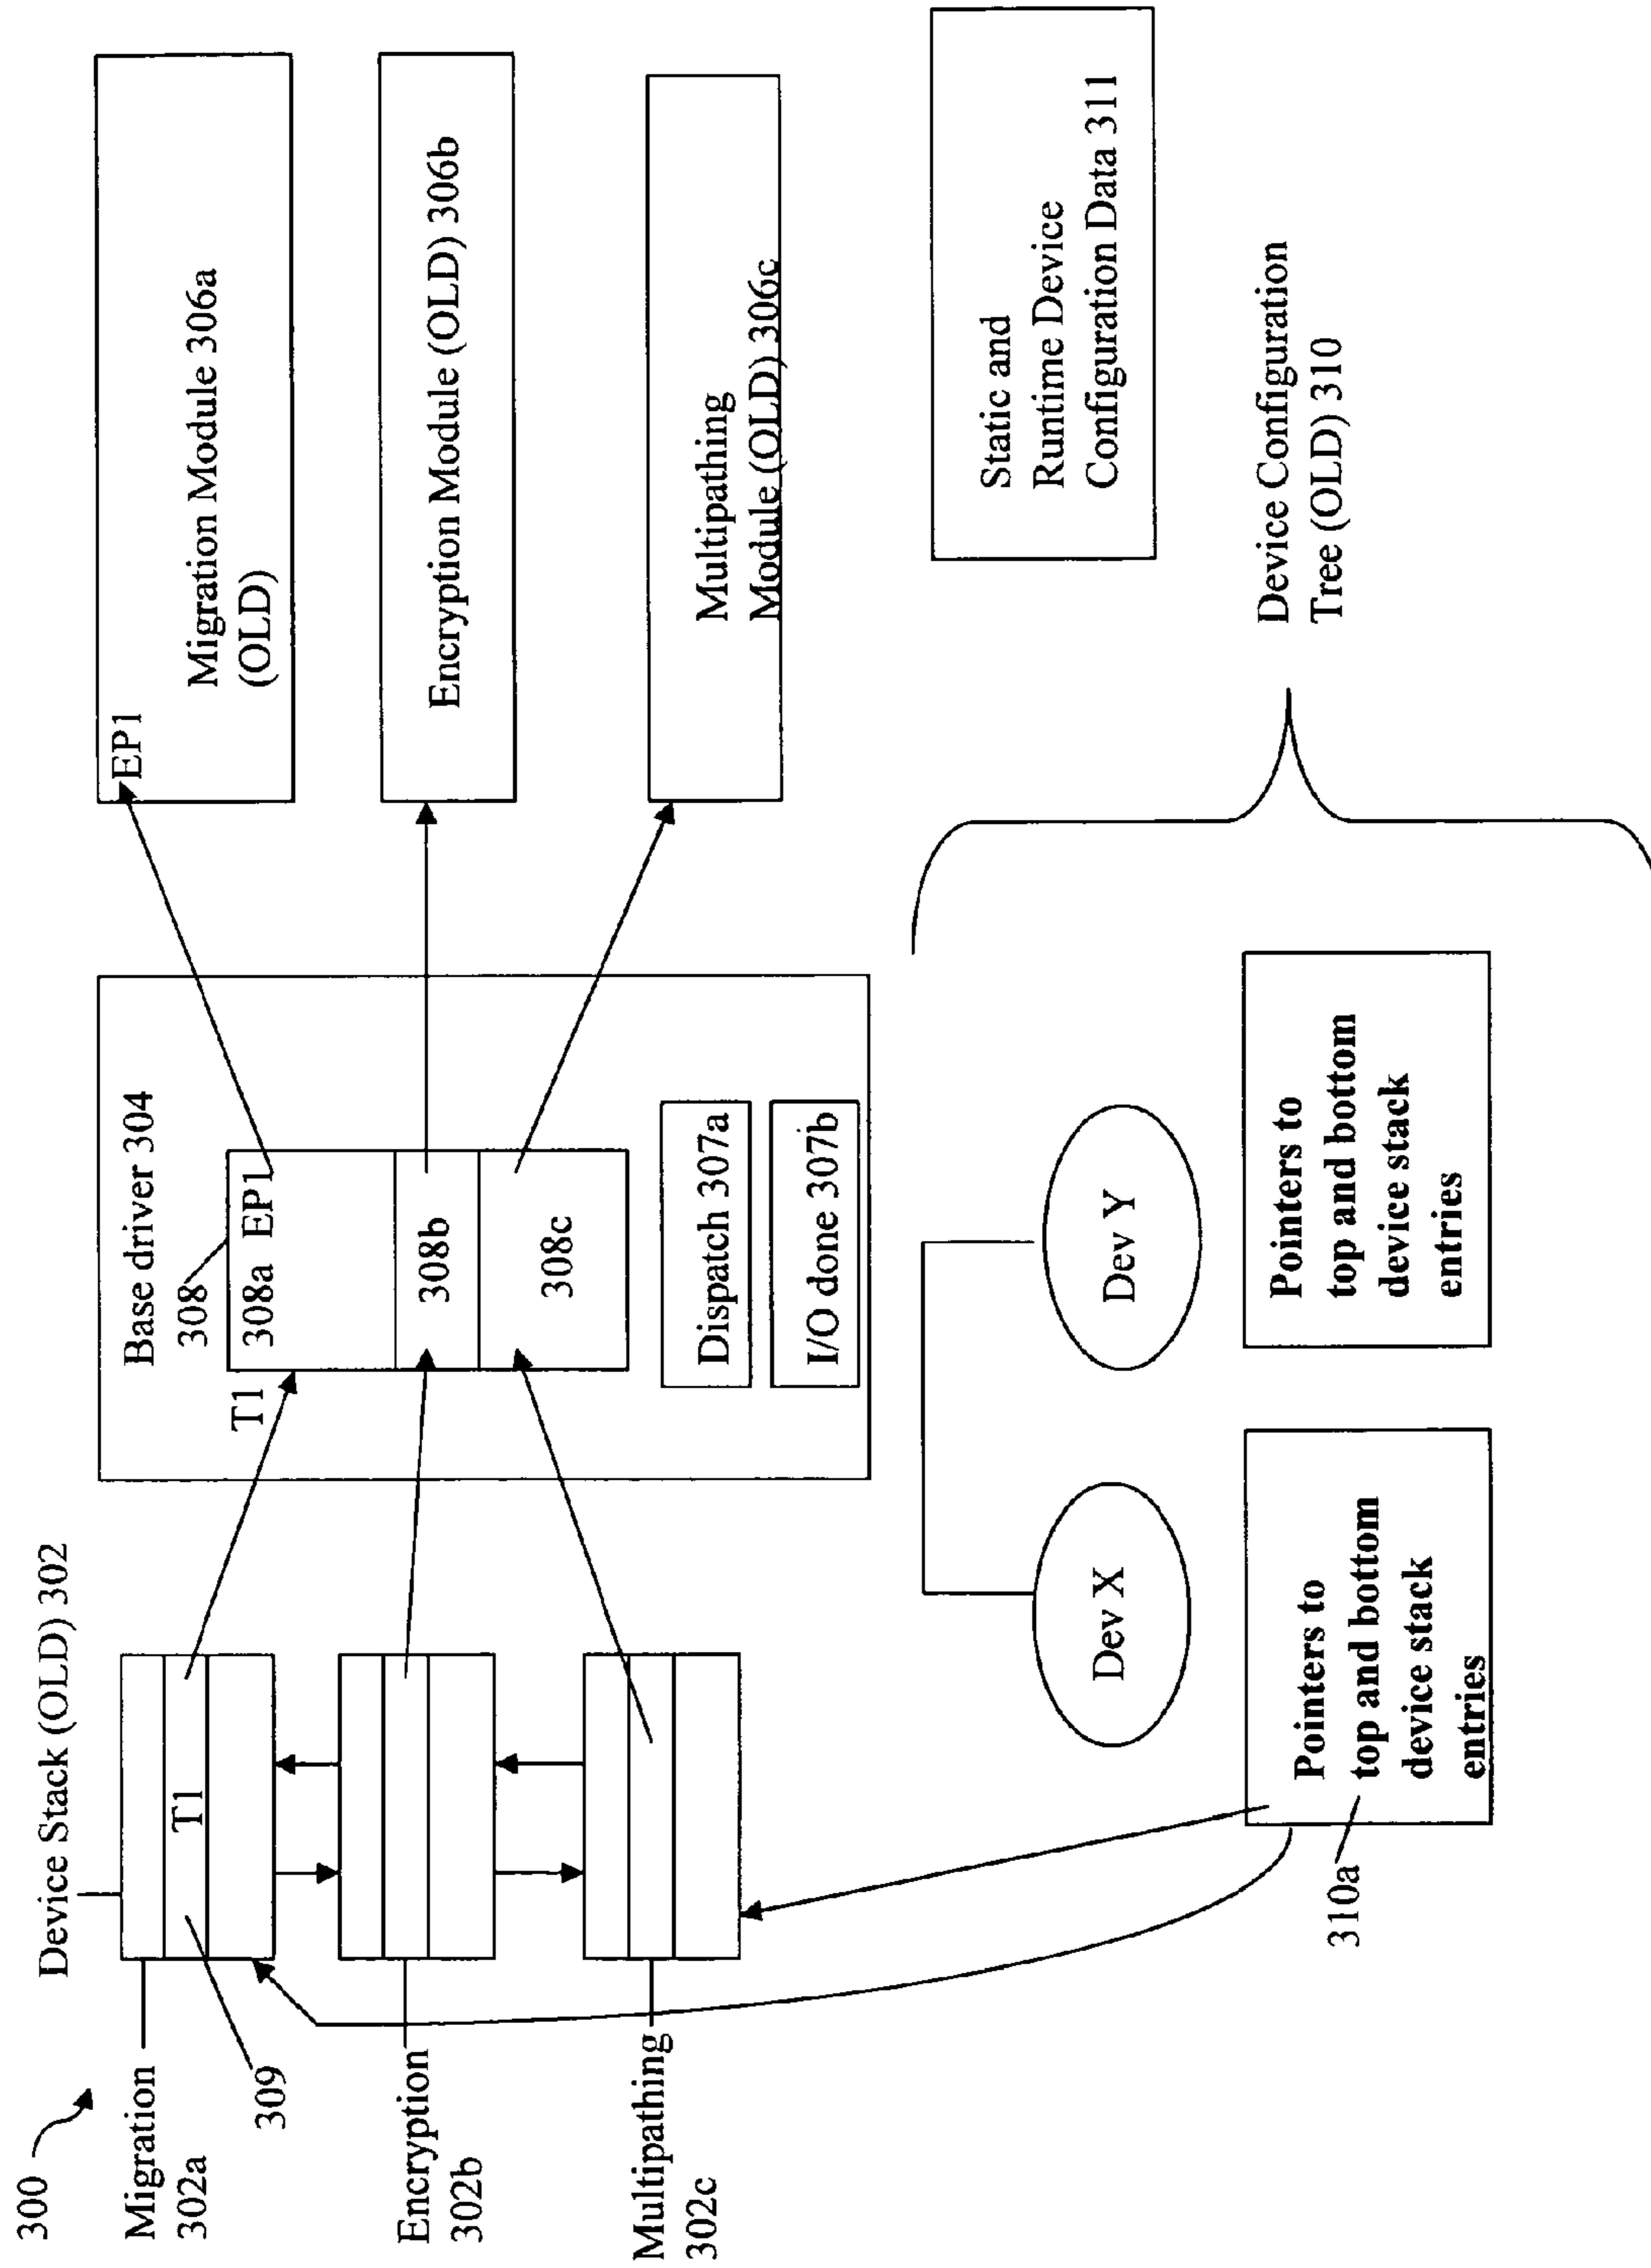 300
Device Stack (OLD) 302
Migration
302a
T1
309
Encryption
302b
Multipathing
302c
Base driver 304
308
T1
308a EP1
308b
308c
Dispatch 307a
I/O done 307b
EP1
Migration Module 306a
(OLD)
Encryption Module (OLD) 306b
Multipathing
Module (OLD) 306c
Static and
Runtime Device
Configuration Data 311
Device Configuration
Tree (OLD) 310
Dev X
Dev Y
Pointers to
top and bottom
device stack
entries
310a
Pointers to
top and bottom
device stack
entries